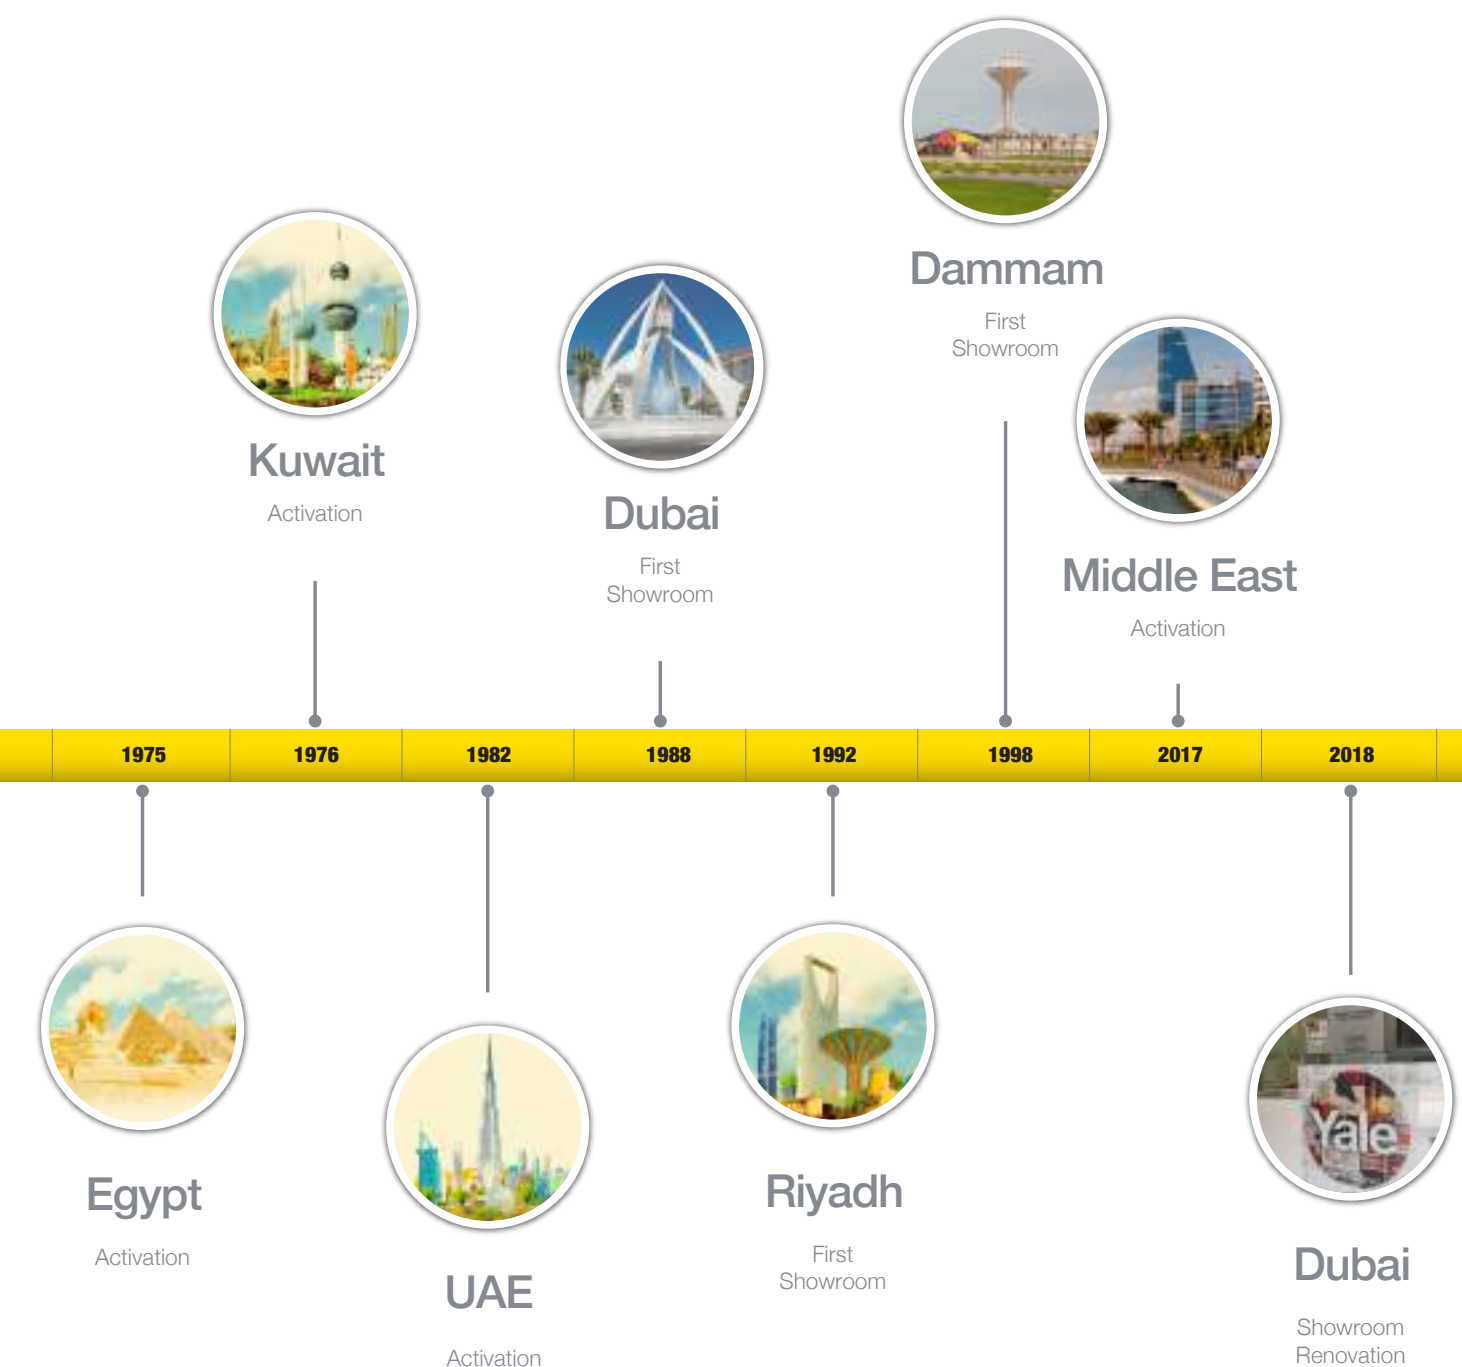 Dammam
First
Showroom
Kuwait
Activation
Dubai
First
Showroom
Middle East
Activation
1975
1976
1982
1988
1992
1998
2017
2018
Egypt
Activation
UAE
Activation
Riyadh
First
Showroom
Yale
Dubai
Showroom
Renovation